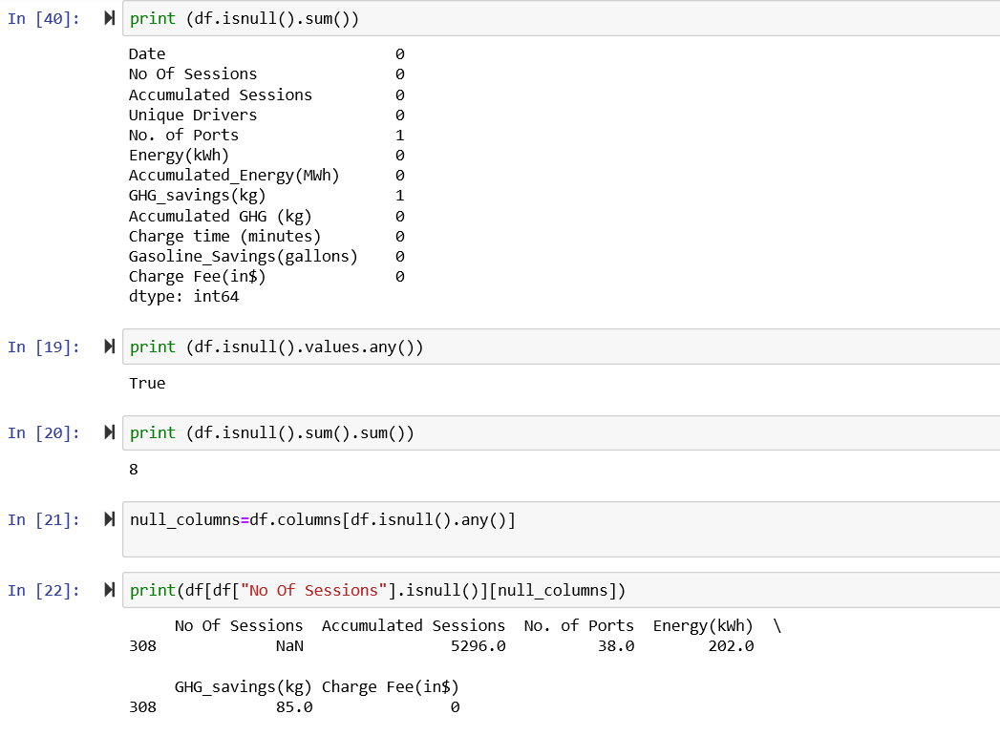 In [40]: print (df.isnull().sum())
Date 0
No Of Sessions 0
Accumulated Sessions 0
Unique Drivers 0
No. of Ports 1
Energy(kWh) 0
Accumulated_Energy(MWh) 0
GHG_savings(kg) 1
Accumulated GHG (kg) 0
Charge time (minutes) 0
Gasoline_Savings(gallons) 0
Charge Fee(in$) 0
dtype: int64
In [19]: print (df.isnull().values.any())
True
In [20]: print (df.isnull().sum().sum())
8
In [21]: null_columns=df.columns[df.isnull().any()]
In [22]: print(df[df["No Of Sessions"].isnull()][null_columns])
No Of Sessions Accumulated Sessions No. of Ports Energy(kWh) \
308 NaN 5296.0 38.0 202.0
GHG_savings(kg) Charge Fee(in$)
308 85.0 0